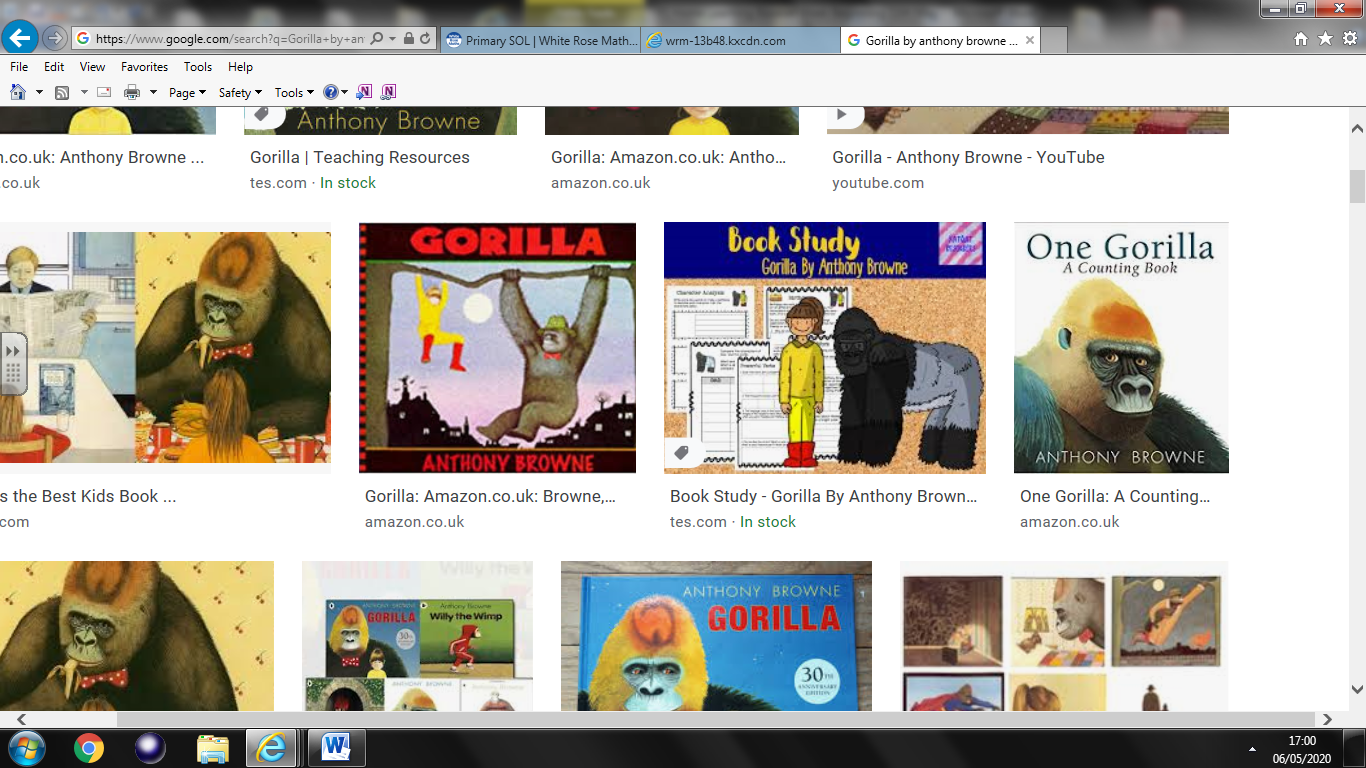 https://www.google.com/search?q=Gorilla+by+an
Primary SOL | White Rose Math...
wrm-13b48.kxcdn.com
Gorilla by anthony browne ...
File Edit View Favorites Tools Help
Page Safety Tools
Anthony Browne
.co.uk: Anthony Browne ...
co.uk
Gorilla | Teaching Resources
tes.com · In stock
Gorilla: Amazon.co.uk: Antho...
amazon.co.uk
Gorilla - Anthony Browne - YouTube
youtube.com
GORILLA
ANTHONY BROWNE
Book Study
Gorilla By Anthony Browne
Character Analysis
One Gorilla
A Counting Book
ANTHONY BROWNE
s the Best Kids Book ...
com
Gorilla: Amazon.co.uk: Browne,...
amazon.co.uk
Book Study - Gorilla By Anthony Brown...
tes.com · In stock
One Gorilla: A Counting...
amazon.co.uk
ANTHONY BROWNE
GORILLA
Anthony Browne
Willy the Wimp
ANTHONY BROWNE
GORILLA
30TH
ANNIVERSARY
EDITION
17:00
06/05/2020